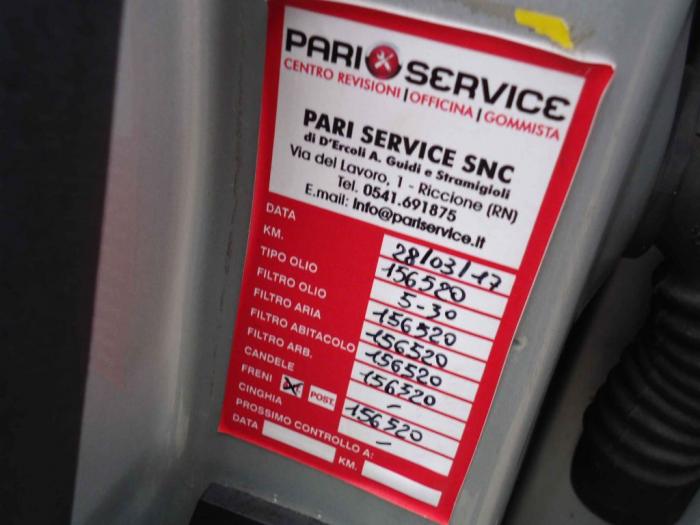 PARI SERVICE
CENTRO REVISIONI | OFFICINA | GOMMISTA
PARI SERVICE SNC
di D'Ercoli A. Guidi e Stramigioli
Via del Lavoro, 1 - Riccione (RN)
Tel. 0541.691875
E.mail: info@pariservice.it
DATA 28/03/17
KM. 156520
TIPO OLIO 5-30
FILTRO OLIO 156520
FILTRO ARIA 156520
FILTRO ABITACOLO 156520
FILTRO ARB. -
CANDELE
FRENI POST. 156520
CINGHIA -
PROSSIMO CONTROLLO A:
DATA KM.